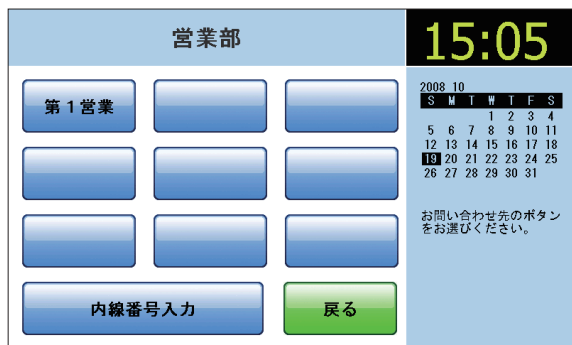 営業部
15:05
第１営業
内線番号入力
戻る
2008 10
S M T W T F S
1 2 3 4
5 6 7 8 9 10 11
12 13 14 15 16 17 18
19 20 21 22 23 24 25
26 27 28 29 30 31
お問い合わせ先のボタン
をお選びください。